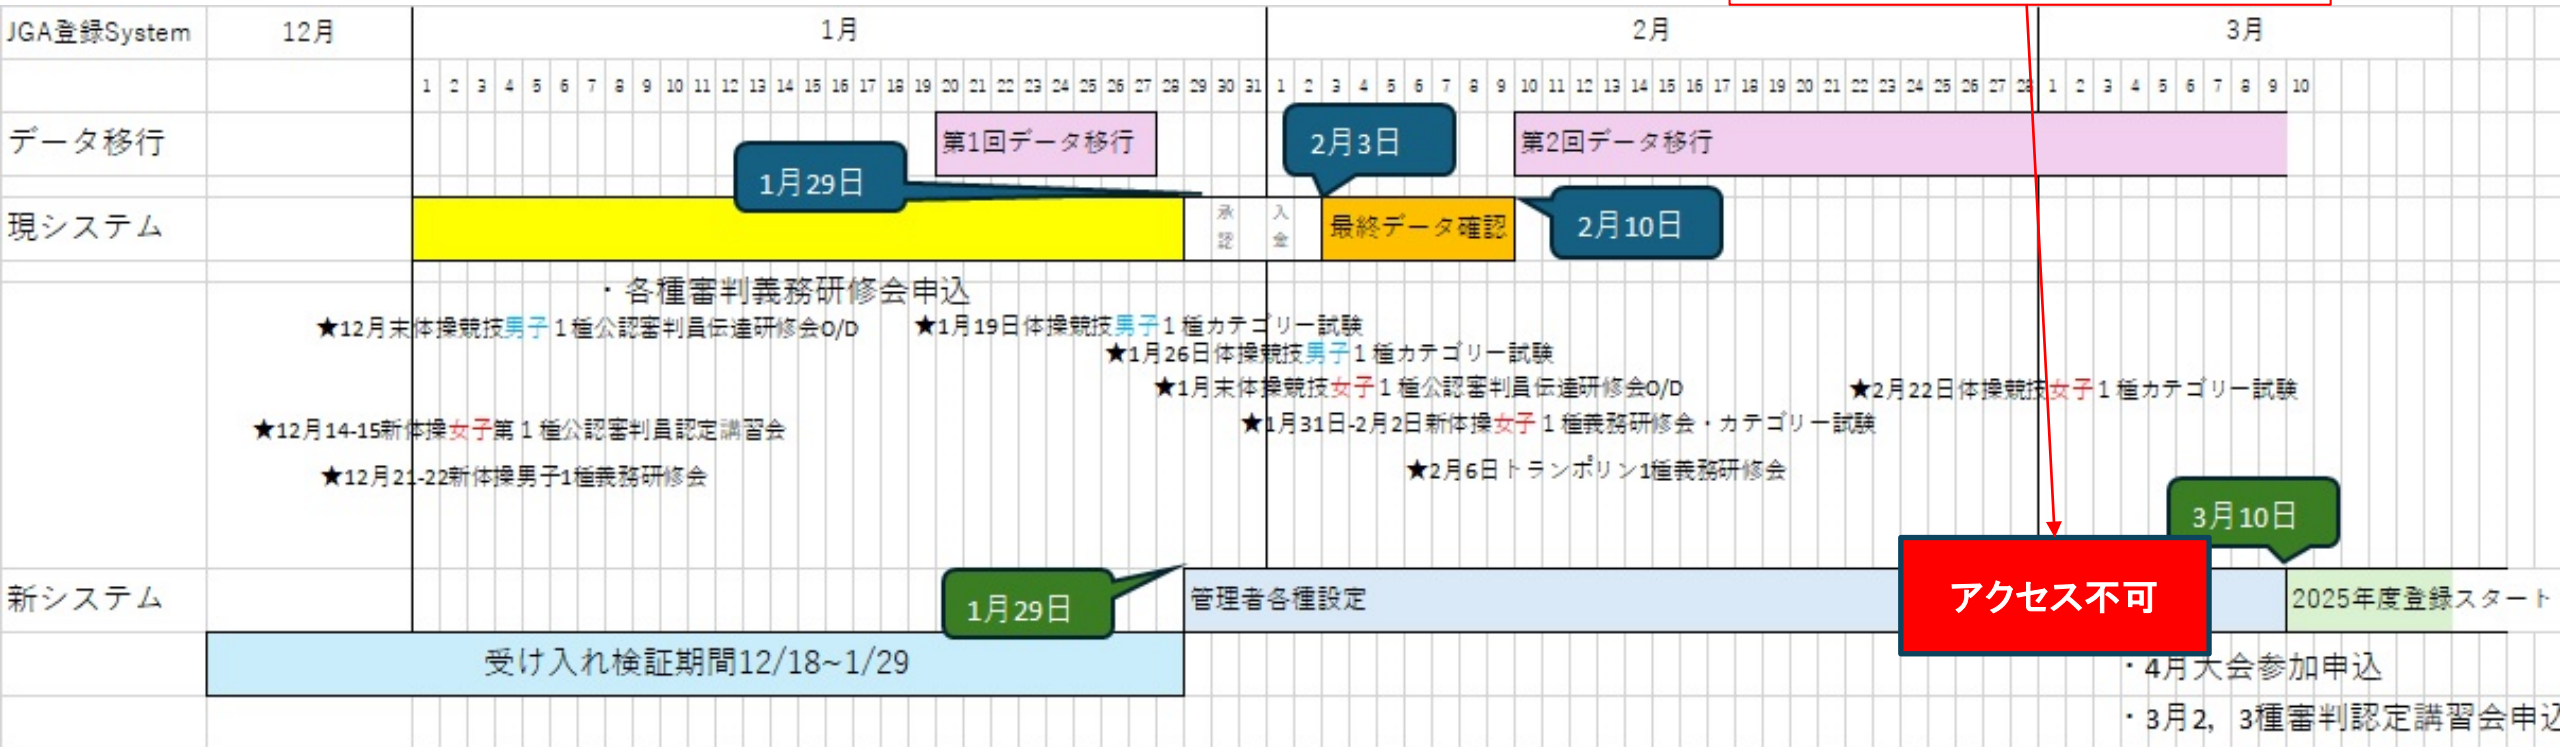 JGA登録System 12月 1月 2月 3月
1 2 3 4 5 6 7 8 9 10 11 12 13 14 15 16 17 18 19 20 21 22 23 24 25 26 27 28 29 30 31 1 2 3 4 5 6 7 8 9 10 11 12 13 14 15 16 17 18 19 20 21 22 23 24 25 26 27 28 1 2 3 4 5 6 7 8 9 10
データ移行 第1回データ移行 2月3日 第2回データ移行
1月29日
現システム 承認 入金 最終データ確認 2月10日
・各種審判義務研修会申込
★12月末体操競技男子１種公認審判員伝達研修会O/D ★1月19日体操競技男子１種カテゴリー試験
★1月26日体操競技男子１種カテゴリー試験
★1月末体操競技女子１種公認審判員伝達研修会O/D ★2月22日体操競技女子１種カテゴリー試験
★12月14-15新体操女子第１種公認審判員認定講習会 ★1月31日-2月2日新体操女子１種義務研修会・カテゴリー試験
★12月21-22新体操男子1種義務研修会 ★2月6日トランポリン1種義務研修会
3月10日
新システム 1月29日 管理者各種設定 アクセス不可 2025年度登録スタート
受け入れ検証期間12/18~1/29 ・4月大会参加申込
・3月2，3種審判認定講習会申込